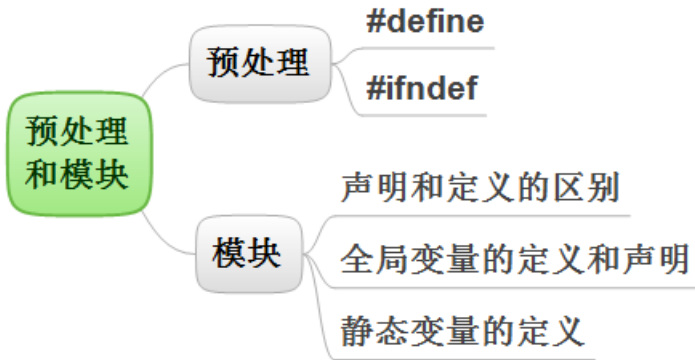 预处理
和模块
预处理
#define
#ifndef
模块
声明和定义的区别
全局变量的定义和声明
静态变量的定义